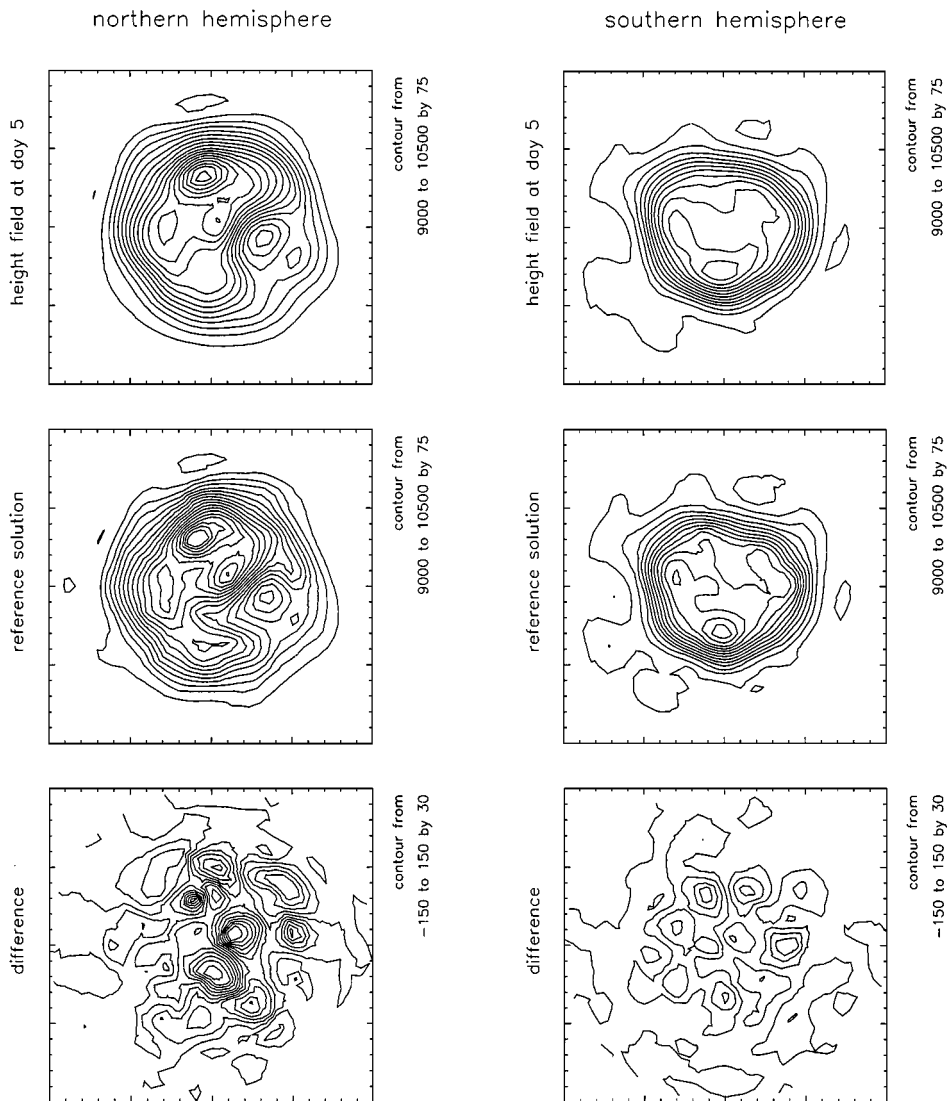 northern hemisphere
southern hemisphere
height field at day 5
contour from
9000 to 10500 by 75
height field at day 5
contour from
9000 to 10500 by 75
reference solution
contour from
9000 to 10500 by 75
reference solution
contour from
9000 to 10500 by 75
difference
contour from
−150 to 150 by 30
difference
contour from
−150 to 150 by 30